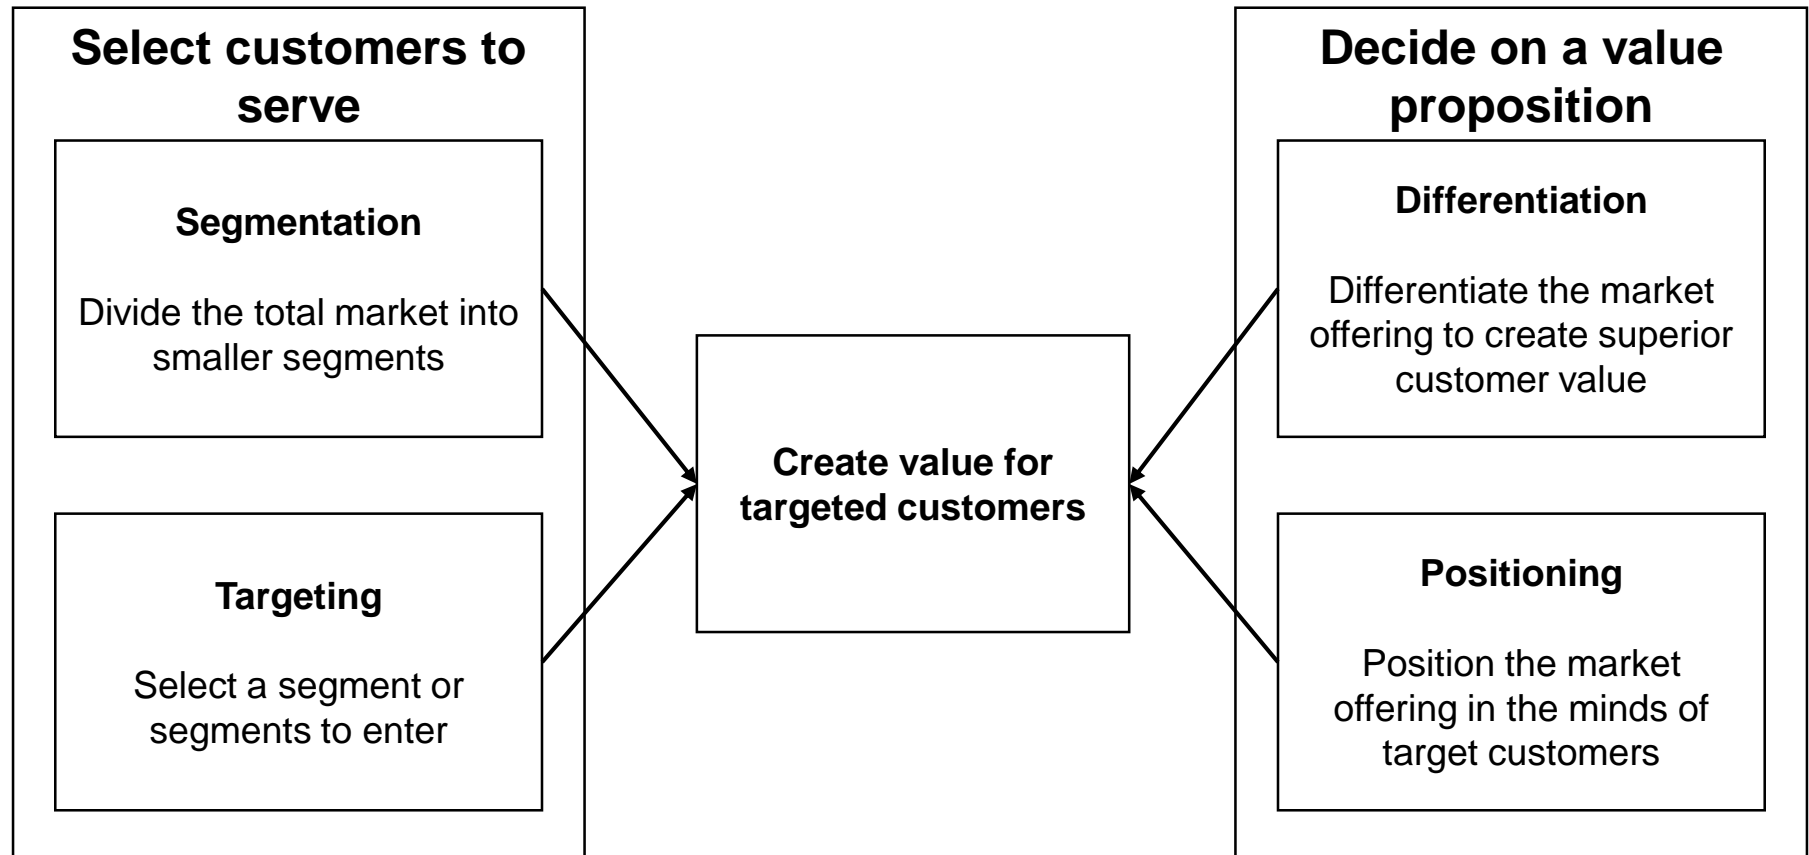 Select customers to
serve
Segmentation
Divide the total market into
smaller segments
Targeting
Select a segment or
segments to enter
Create value for
targeted customers
Decide on a value
proposition
Differentiation
Differentiate the market
offering to create superior
customer value
Positioning
Position the market
offering in the minds of
target customers